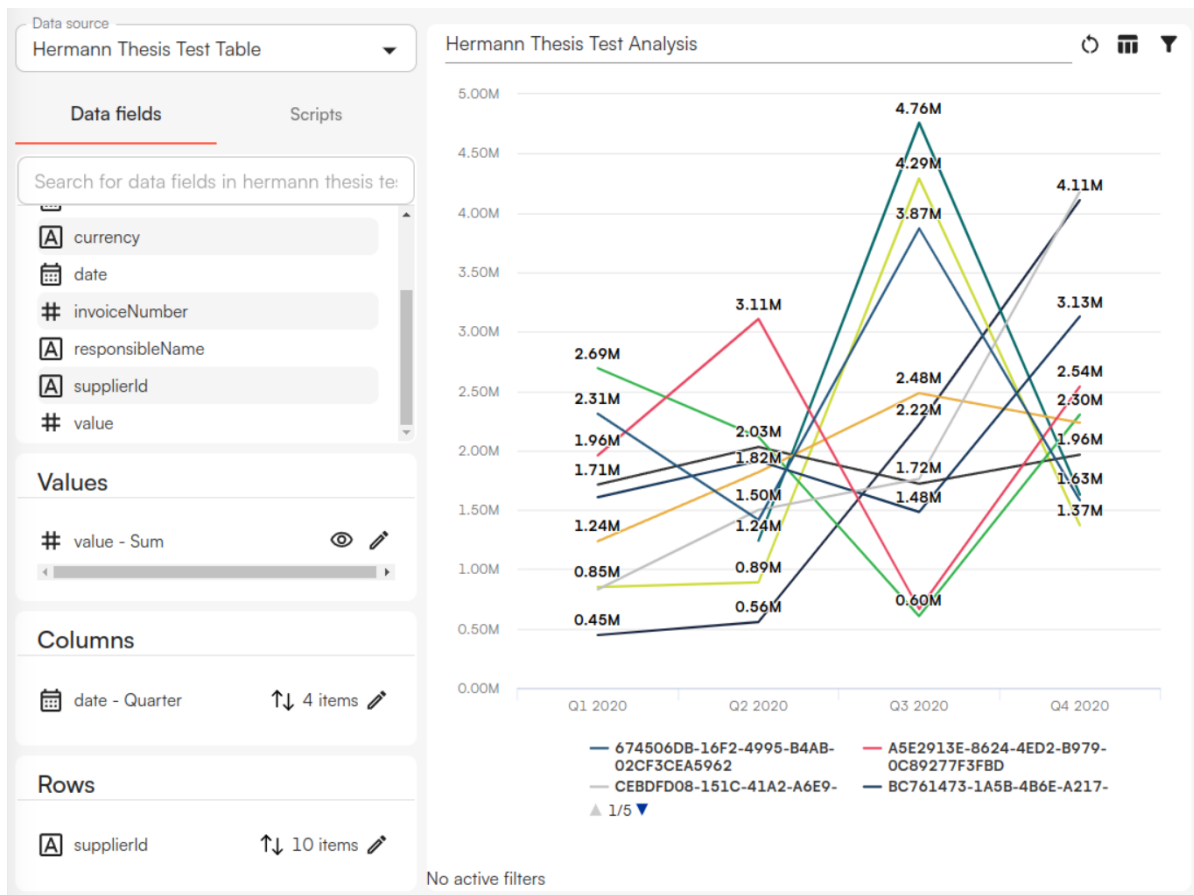 Data source
Hermann Thesis Test Table
Data fields
Scripts
Search for data fields in hermann thesis te
currency
date
invoiceNumber
responsibleName
supplierId
value
Values
value - Sum
Columns
date - Quarter
4 items
Rows
supplierId
10 items
Hermann Thesis Test Analysis
5.00M
4.50M
4.00M
3.50M
3.00M
2.50M
2.00M
1.50M
1.00M
0.50M
0.00M
4.76M
4.29M
4.11M
3.87M
3.11M
3.13M
2.69M
2.54M
2.48M
2.31M
2.30M
2.22M
2.03M
1.96M
1.96M
1.82M
1.71M
1.72M
1.63M
1.50M
1.48M
1.37M
1.24M
1.24M
0.85M
0.89M
0.60M
0.56M
0.45M
Q1 2020
Q2 2020
Q3 2020
Q4 2020
674506DB-16F2-4995-B4AB-
02CF3CEA5962
A5E2913E-8624-4ED2-B979-
0C89277F3FBD
CEBDFD08-151C-41A2-A6E9-
BC761473-1A5B-4B6E-A217-
1/5
No active filters